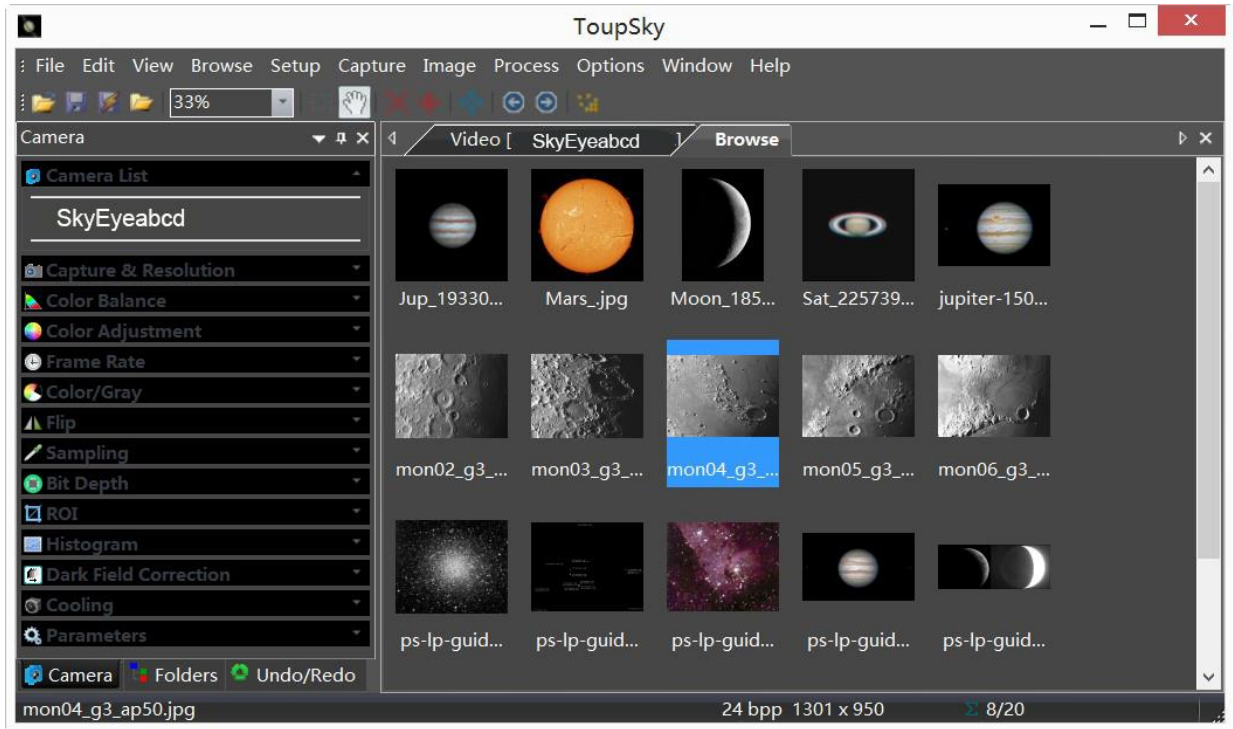 ToupSky
File Edit View Browse Setup Capture Image Process Options Window Help
33%
Camera
Video [ SkyEyeabcd ]
Browse
Camera List
SkyEyeabcd
Capture & Resolution
Color Balance
Color Adjustment
Frame Rate
Color/Gray
Flip
Sampling
Bit Depth
ROI
Histogram
Dark Field Correction
Cooling
Parameters
Camera Folders Undo/Redo
Jup_19330... Mars_.jpg Moon_185... Sat_225739... jupiter-150...
mon02_g3_... mon03_g3_... mon04_g3_... mon05_g3_... mon06_g3_...
ps-lp-guid... ps-lp-guid... ps-lp-guid... ps-lp-guid... ps-lp-guid...
mon04_g3_ap50.jpg 24 bpp 1301 x 950 Σ 8/20